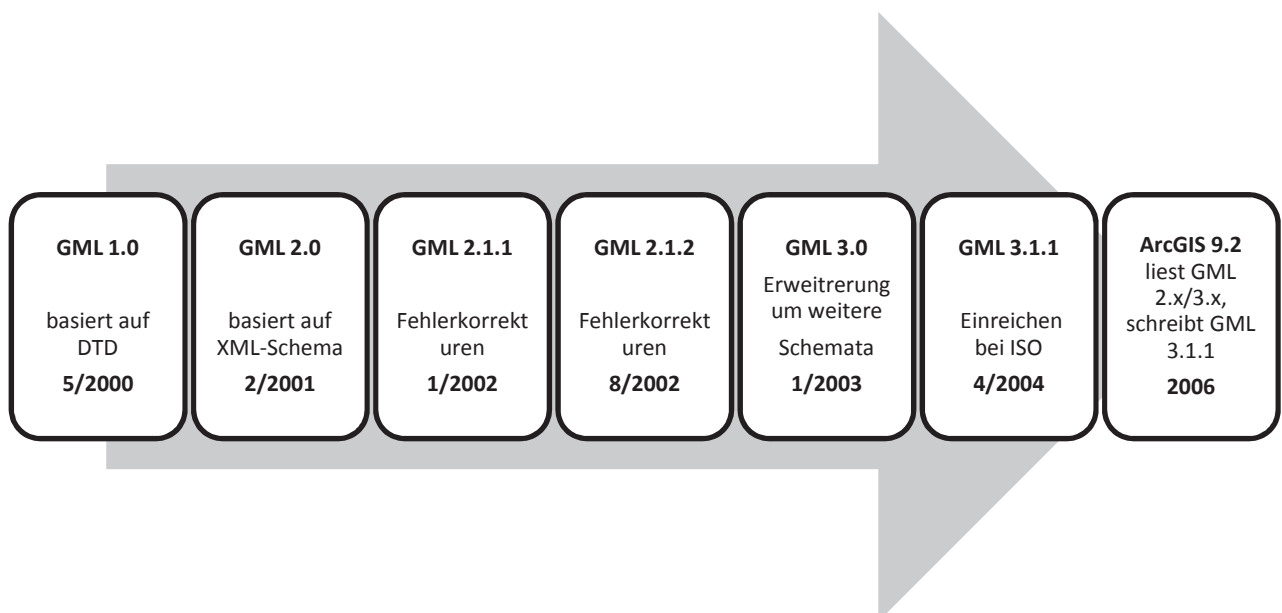 GML 1.0
basiert auf
DTD
5/2000
GML 2.0
basiert auf
XML-Schema
2/2001
GML 2.1.1
Fehlerkorrekt
uren
1/2002
GML 2.1.2
Fehlerkorrekt
uren
8/2002
GML 3.0
Erweitrerung
um weitere
Schemata
1/2003
GML 3.1.1
Einreichen
bei ISO
4/2004
ArcGIS 9.2
liest GML
2.x/3.x,
schreibt GML
3.1.1
2006